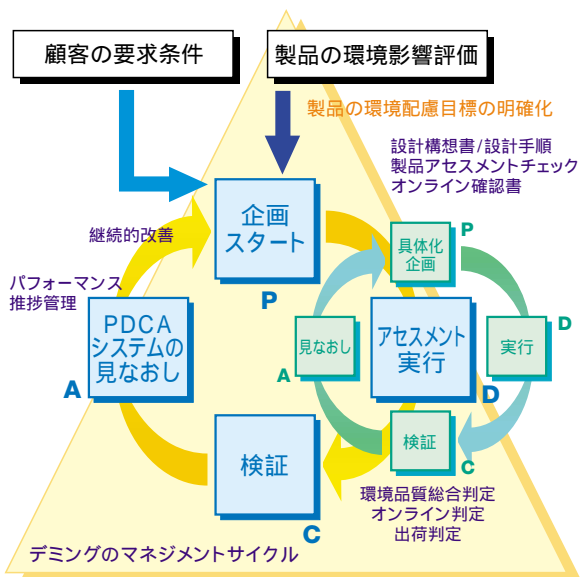 顧客の要求条件
製品の環境影響評価
製品の環境配慮目標の明確化
設計構想書/設計手順
製品アセスメントチェック
オンライン確認書
企画
スタート
P
継続的改善
パフォーマンス
推捗管理
PDCA
システムの
見なおし
A
具体化
企画
P
見なおし
A
アセスメント
実行
D
実行
D
検証
C
検証
C
環境品質総合判定
オンライン判定
出荷判定
デミングのマネジメントサイクル